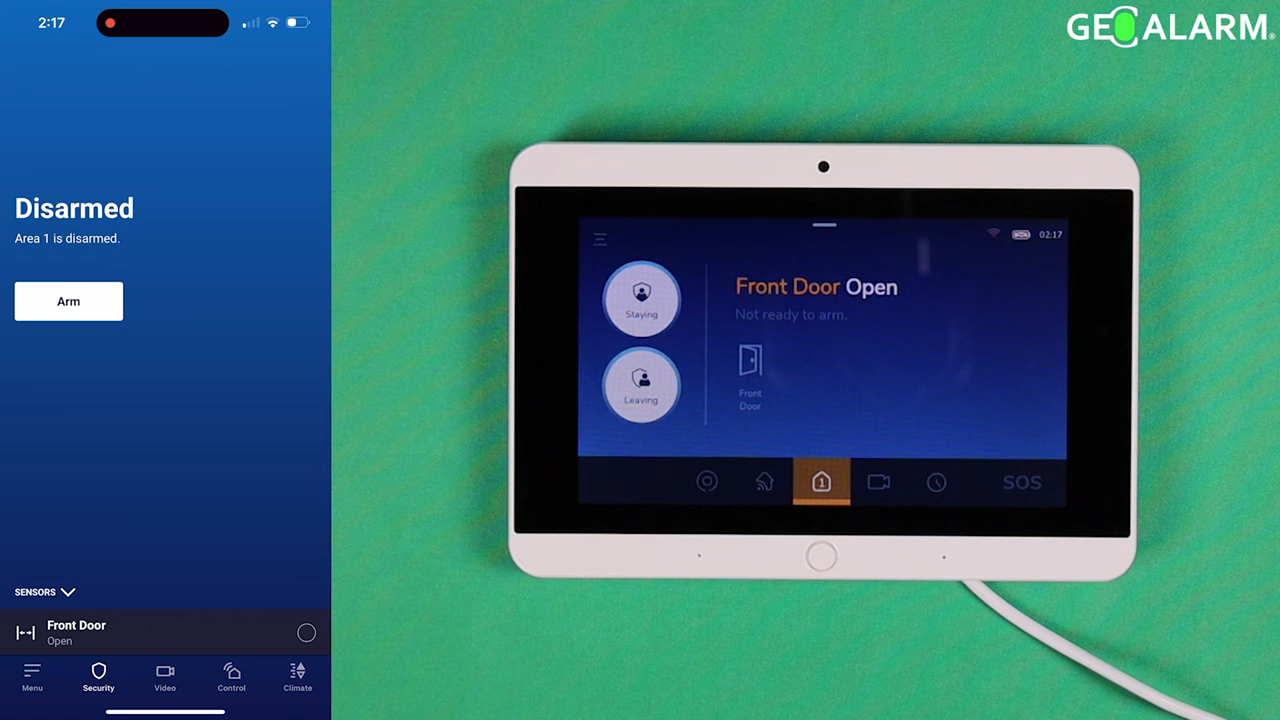 2:17
Disarmed
Area 1 is disarmed.
Arm
SENSORS
Front Door
Open
Menu
Security
Video
Control
Climate
GEOALARM®
02:17
Staying
Leaving
Front Door Open
Not ready to arm.
Front
Door
1
SOS